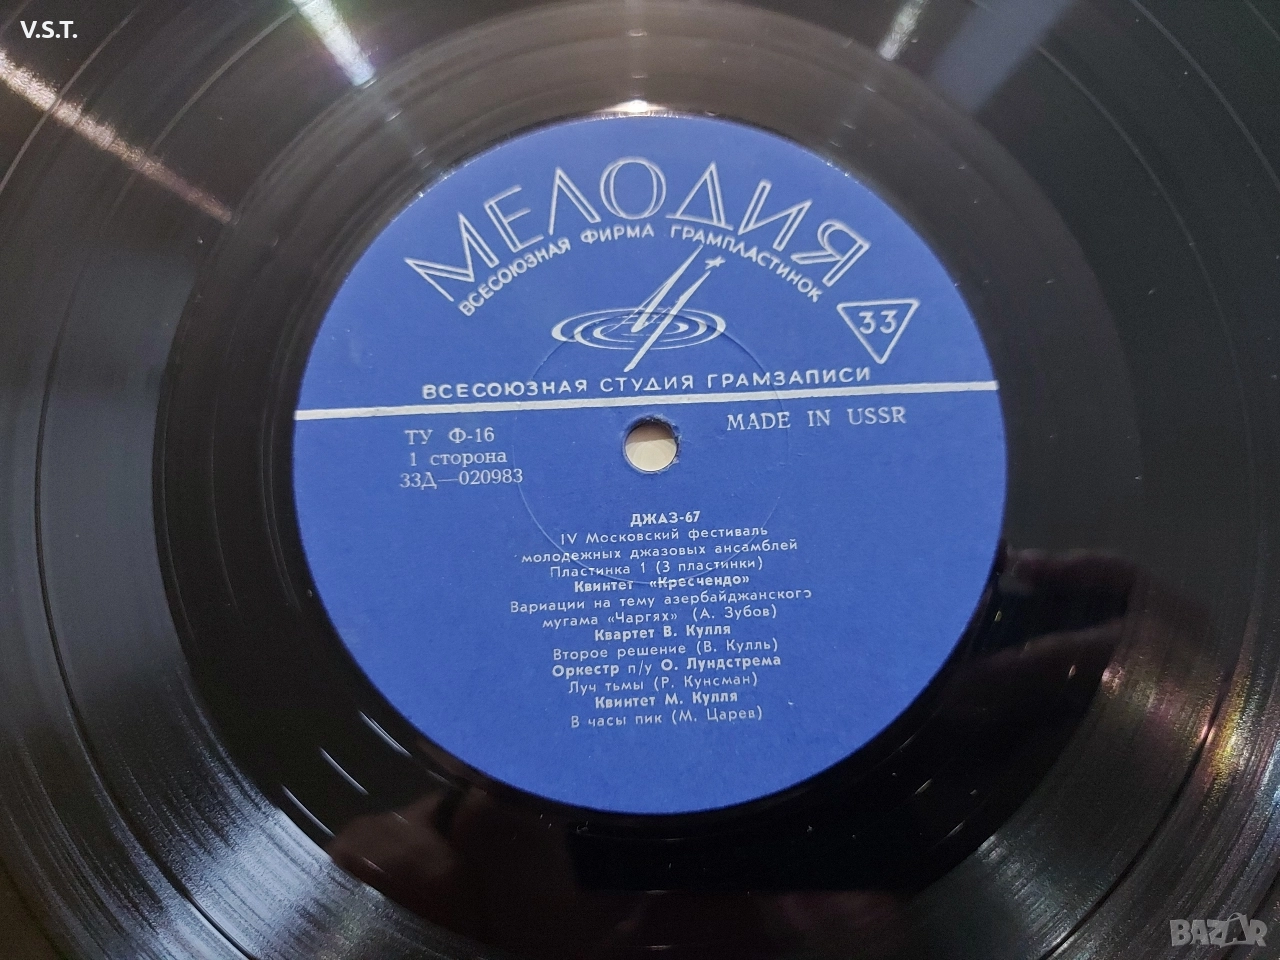 V.S.T.
МЕЛОДИЯ
ВСЕСОЮЗНАЯ ФИРМА ГРАМПЛАСТИНОК
33
ВСЕСОЮЗНАЯ СТУДИЯ ГРАМЗАПИСИ
ТУ Ф-16
MADE IN USSR
1 сторона
33Д—020983
ДЖАЗ-67
IV Московский фестиваль
молодежных джазовых ансамблей
Пластинка 1 (3 пластинки)
Квинтет «Кресчендо»
Вариации на тему азербайджанского
мугама «Чаргях» (А. Зубов)
Квартет В. Кулля
Второе решение (В. Кулль)
Оркестр п/у О. Лундстрема
Луч тьмы (Р. Кунсман)
Квинтет М. Кулля
В часы пик (М. Царев)
BAZAR